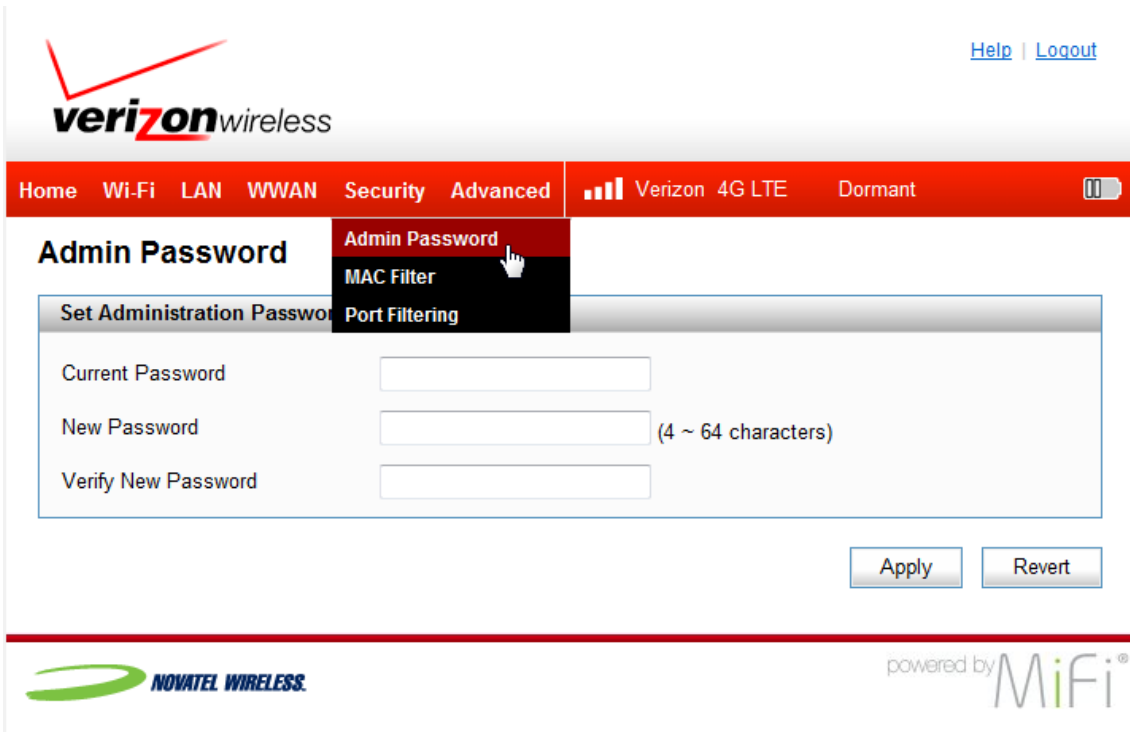 Help | Logout
verizonwireless
Home Wi-Fi LAN WWAN Security Advanced Verizon 4G LTE Dormant
Admin Password
Admin Password
MAC Filter
Port Filtering
Set Administration Passwor
Current Password
New Password (4 ~ 64 characters)
Verify New Password
Apply Revert
NOVATEL WIRELESS.
powered by MiFi®